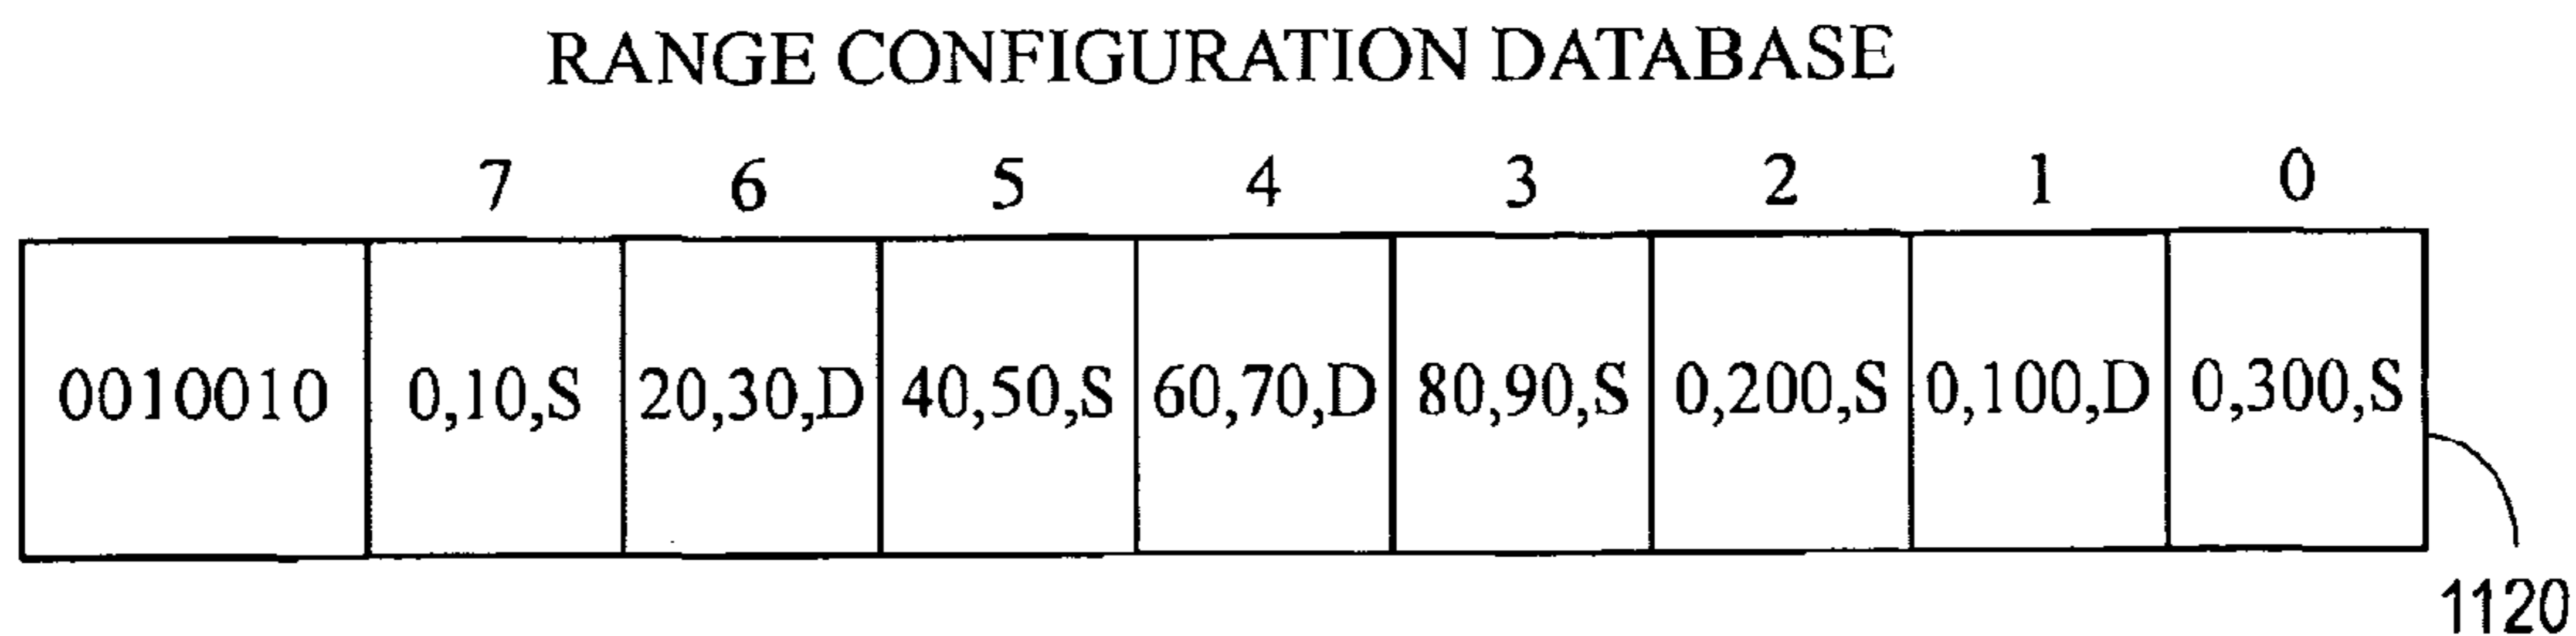 RANGE CONFIGURATION DATABASE
7 6 5 4 3 2 1 0
0010010 0,10,S 20,30,D 40,50,S 60,70,D 80,90,S 0,200,S 0,100,D 0,300,S
1120